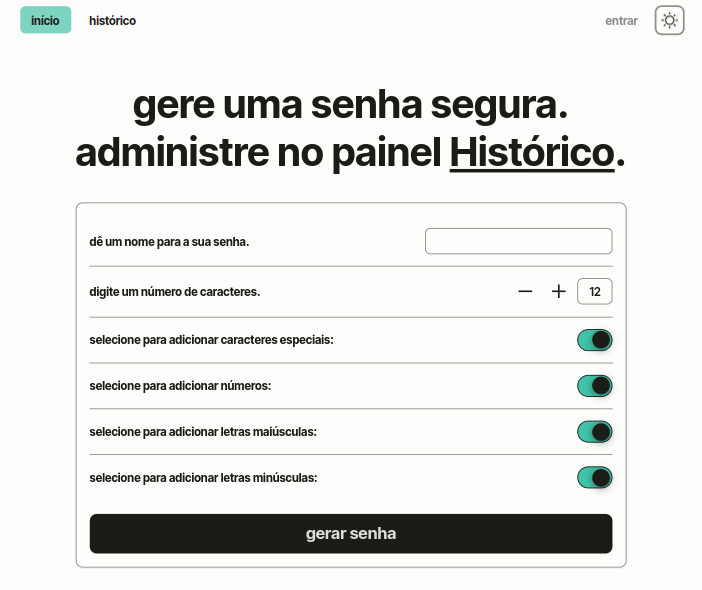 início histórico entrar
gere uma senha segura.
administre no painel Histórico.
dê um nome para a sua senha.
digite um número de caracteres. 12
selecione para adicionar caracteres especiais:
selecione para adicionar números:
selecione para adicionar letras maiúsculas:
selecione para adicionar letras minúsculas:
gerar senha